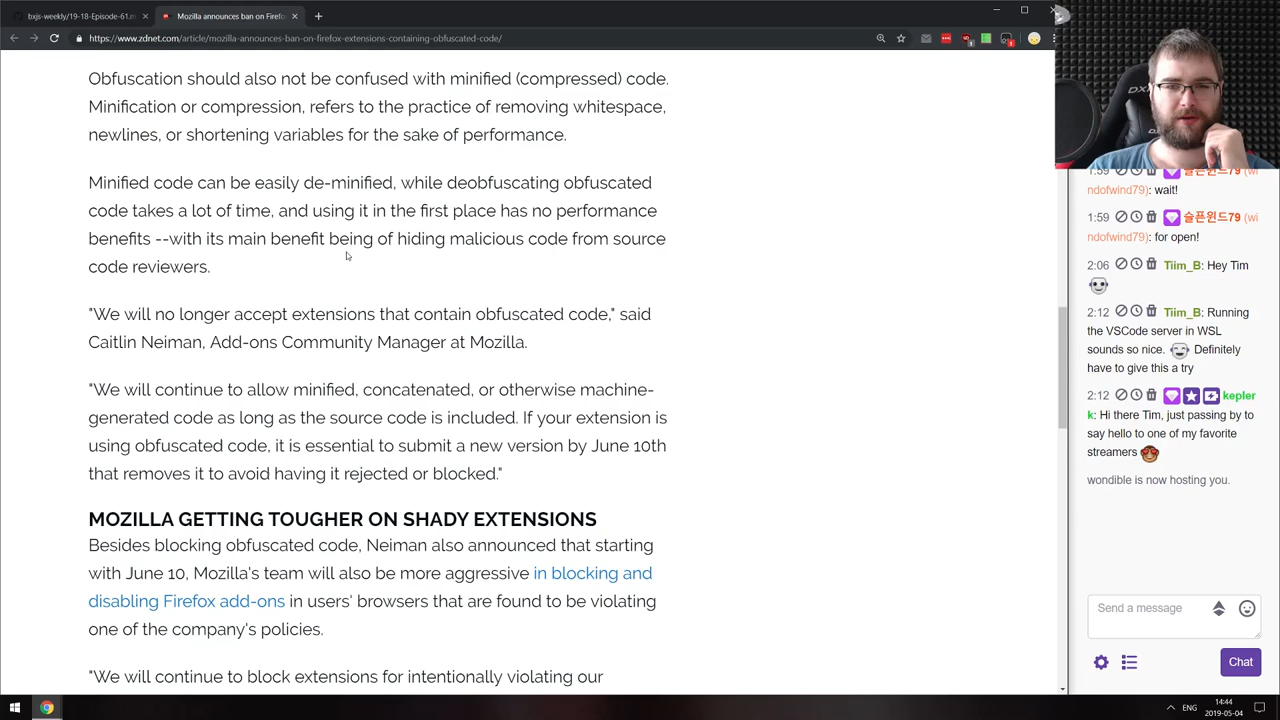 bxjs-weekly/19-18-Episode-61.m
Mozilla announces ban on Firefo
https://www.zdnet.com/article/mozilla-announces-ban-on-firefox-extensions-containing-obfuscated-code/
Obfuscation should also not be confused with minified (compressed) code.
Minification or compression, refers to the practice of removing whitespace,
newlines, or shortening variables for the sake of performance.
Minified code can be easily de-minified, while deobfuscating obfuscated
code takes a lot of time, and using it in the first place has no performance
benefits --with its main benefit being of hiding malicious code from source
code reviewers.
"We will no longer accept extensions that contain obfuscated code," said
Caitlin Neiman, Add-ons Community Manager at Mozilla.
"We will continue to allow minified, concatenated, or otherwise machine-
generated code as long as the source code is included. If your extension is
using obfuscated code, it is essential to submit a new version by June 10th
that removes it to avoid having it rejected or blocked."
MOZILLA GETTING TOUGHER ON SHADY EXTENSIONS
Besides blocking obfuscated code, Neiman also announced that starting
with June 10, Mozilla's team will also be more aggressive in blocking and
disabling Firefox add-ons in users' browsers that are found to be violating
one of the company's policies.
"We will continue to block extensions for intentionally violating our
1:59 슬픈윈드79 (wi
ndofwind79): wait!
1:59 슬픈윈드79 (wi
ndofwind79): for open!
2:06 Tiim_B: Hey Tim
2:12 Tiim_B: Running
the VSCode server in WSL
sounds so nice. Definitely
have to give this a try
2:12 kepler
k: Hi there Tim, just passing by to
say hello to one of my favorite
streamers
wondible is now hosting you.
Send a message
Chat
ENG
14:44
2019-05-04